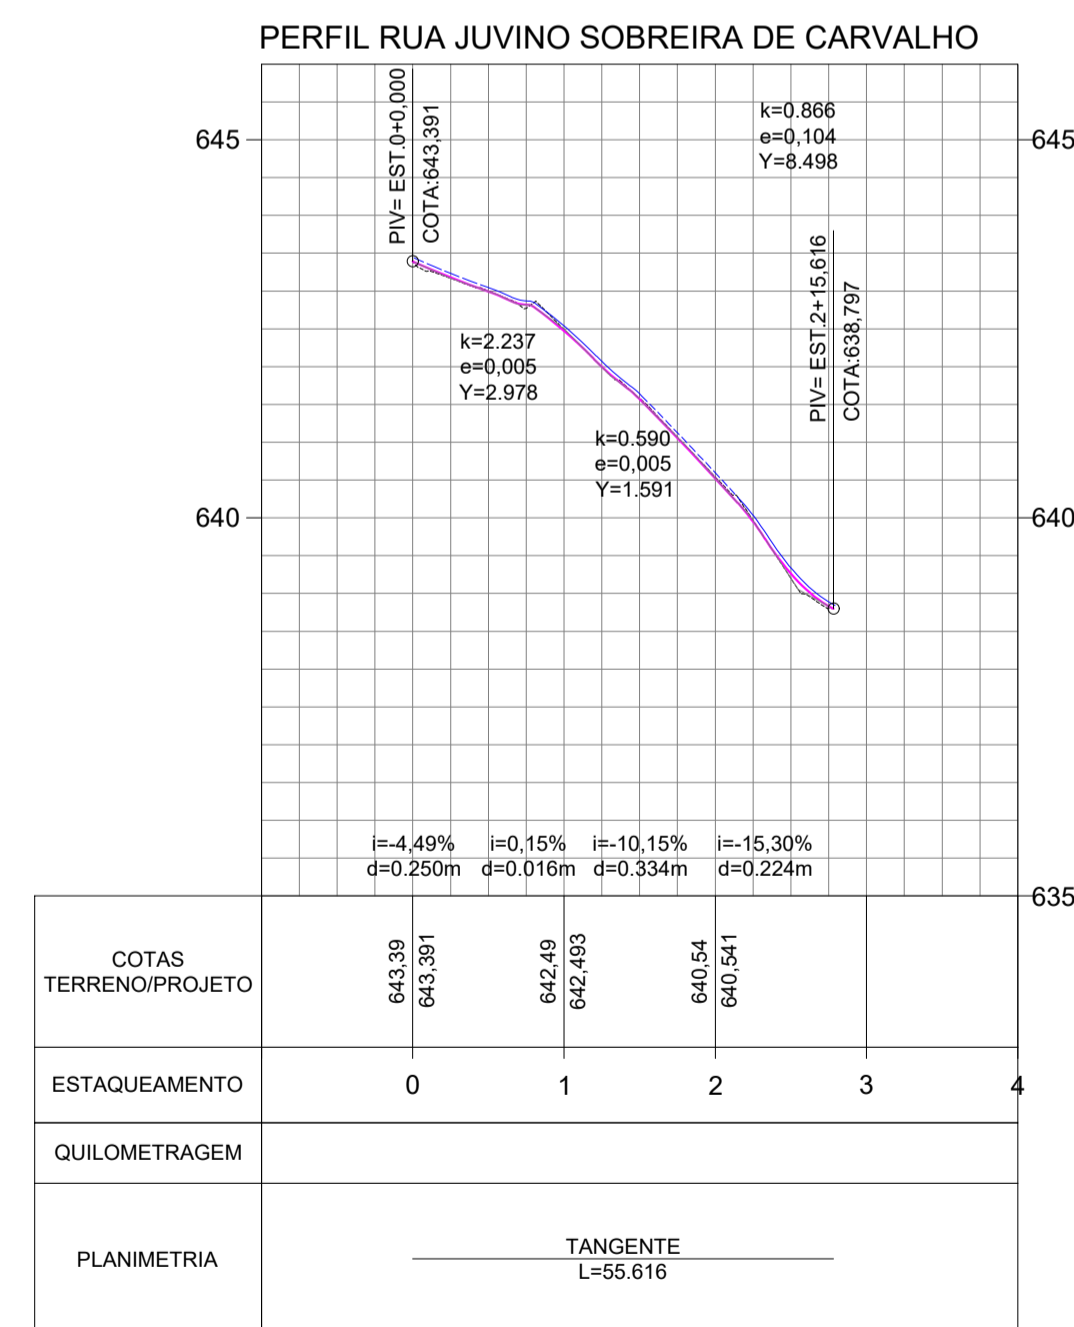 PERFIL RUA JUVINO SOBREIRA DE CARVALHO
PIV= EST.0+0,000
COTA:643,391
k=0.866
e=0,104
Y=8.498
645
645
PIV= EST.2+15,616
COTA:638,797
k=2.237
e=0,005
Y=2.978
k=0.590
e=0,005
Y=1.591
640
640
i=-4,49%
d=0.250m
i=0,15%
d=0.016m
i=-10,15%
d=0.334m
i=-15,30%
d=0.224m
635
COTAS
TERRENO/PROJETO
643,39
643,391
642,49
642,493
640,54
640,541
ESTAQUEAMENTO
0
1
2
3
4
QUILOMETRAGEM
PLANIMETRIA
TANGENTE
L=55.616